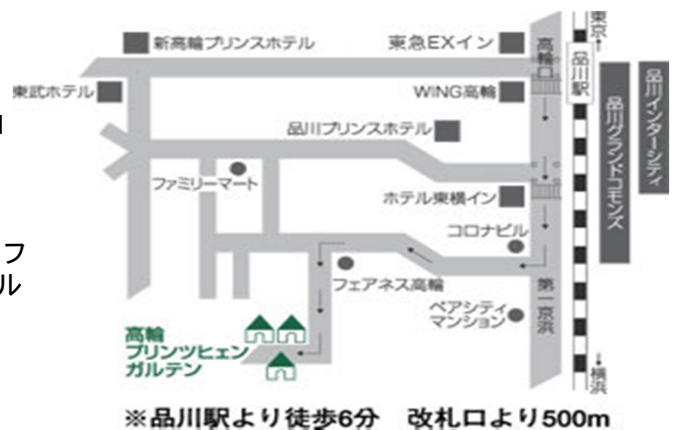 新高輪プリンスホテル
東急EXイン
高輪口
東京
品川駅
東武ホテル
WING高輪
品川インターシティ
品川グランドコモンズ
品川プリンスホテル
ファミリーマート
ホテル東横イン
コロナビル
フ
ル
フェアネス高輪
ペアシティ
マンション
第一京浜
高輪
プリンツヒェン
ガルテン
横浜
※品川駅より徒歩6分 改札口より500m